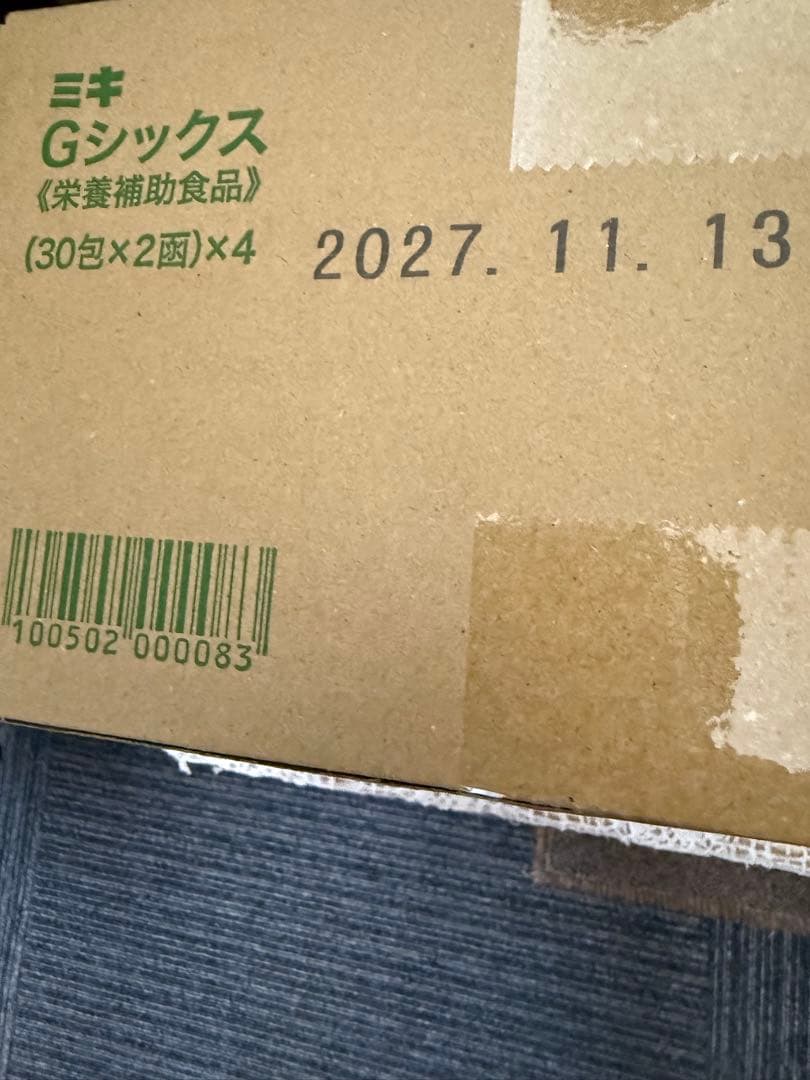 ミキ
Gシックス
《栄養補助食品》
(30包×2函)×4
2027. 11. 13
100502 000083